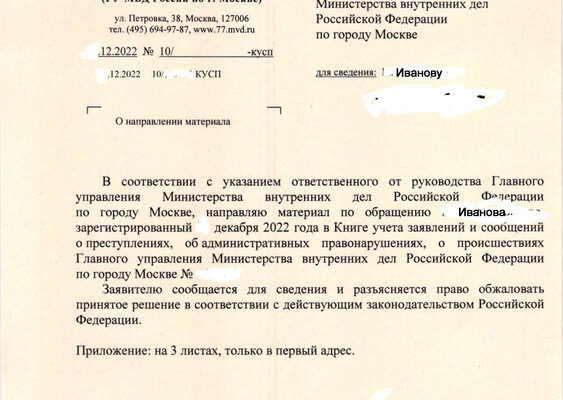 (ГУ МВД России по г. Москве)
ул. Петровка, 38, Москва, 127006
тел. (495) 694-97-87, www.77.mvd.ru
.12.2022 № 10/ -кусп
.12.2022 10/ КУСП
Министерства внутренних дел
Российской Федерации
по городу Москве
для сведения: Иванову
О направлении материала
В соответствии с указанием ответственного от руководства Главного
управления Министерства внутренних дел Российской Федерации
по городу Москве, направляю материал по обращению Иванова
зарегистрированный декабря 2022 года в Книге учета заявлений и сообщений
о преступлениях, об административных правонарушениях, о происшествиях
Главного управления Министерства внутренних дел Российской Федерации
по городу Москве №
Заявителю сообщается для сведения и разъясняется право обжаловать
принятое решение в соответствии с действующим законодательством Российской
Федерации.
Приложение: на 3 листах, только в первый адрес.